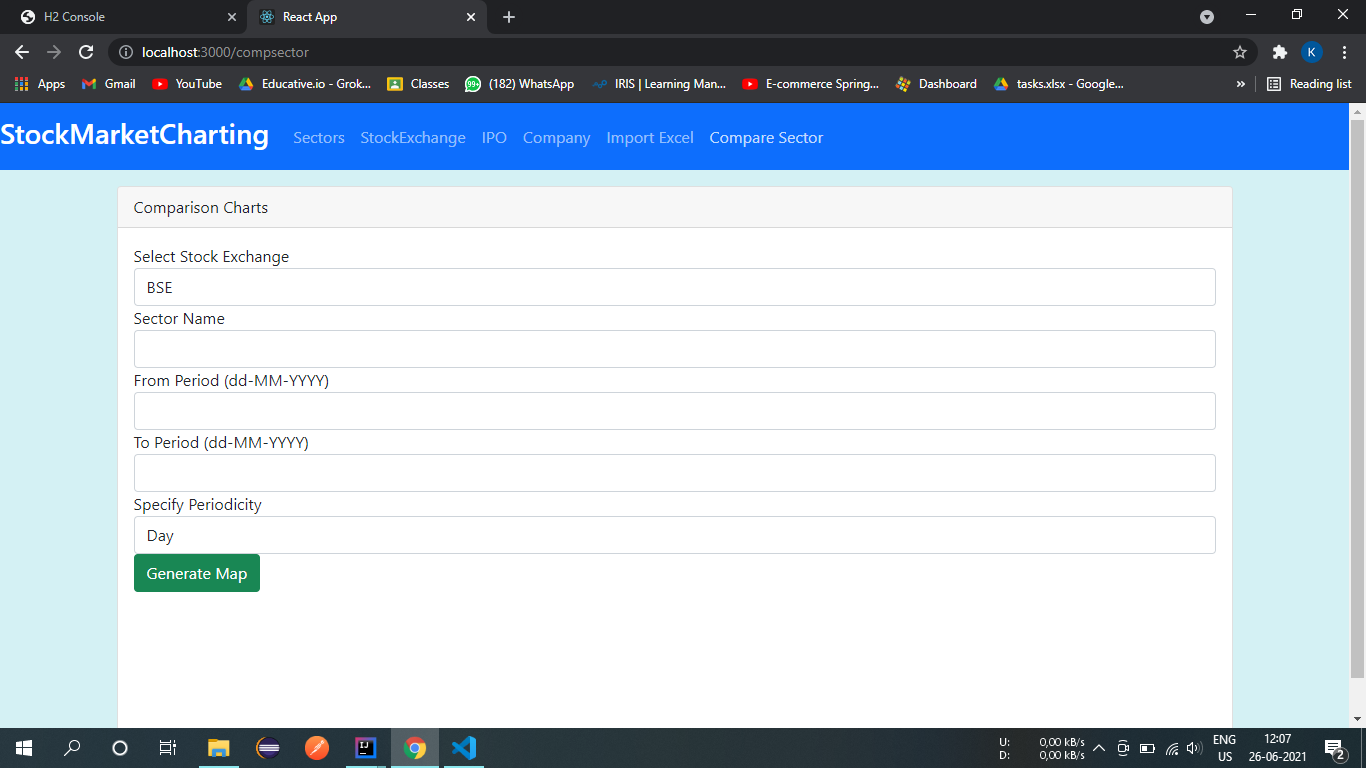 H2 Console
React App
localhost:3000/compsector
K
Apps Gmail YouTube Educative.io - Grok... Classes 99+ (182) WhatsApp IRIS | Learning Man... E-commerce Spring... Dashboard tasks.xlsx - Google... » Reading list
StockMarketCharting Sectors StockExchange IPO Company Import Excel Compare Sector
Comparison Charts
Select Stock Exchange
BSE
Sector Name
From Period (dd-MM-YYYY)
To Period (dd-MM-YYYY)
Specify Periodicity
Day
Generate Map
IJ
U: 0,00 kB/s
D: 0,00 kB/s
ENG
US
12:07
26-06-2021
2